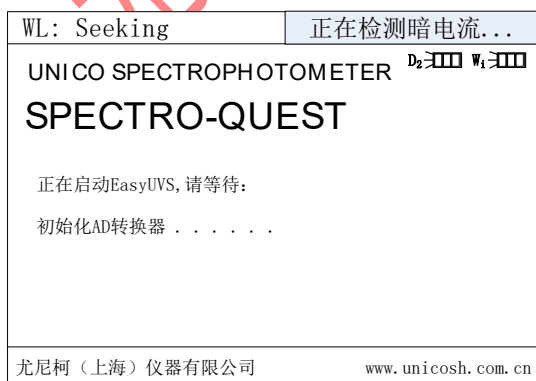 WL: Seeking 正在检测暗电流...
D₂ W₁
UNICO SPECTROPHOTOMETER
SPECTRO-QUEST
正在启动EasyUVS,请等待:
初始化AD转换器 . . . . . .
尤尼柯（上海）仪器有限公司 www.unicosh.com.cn